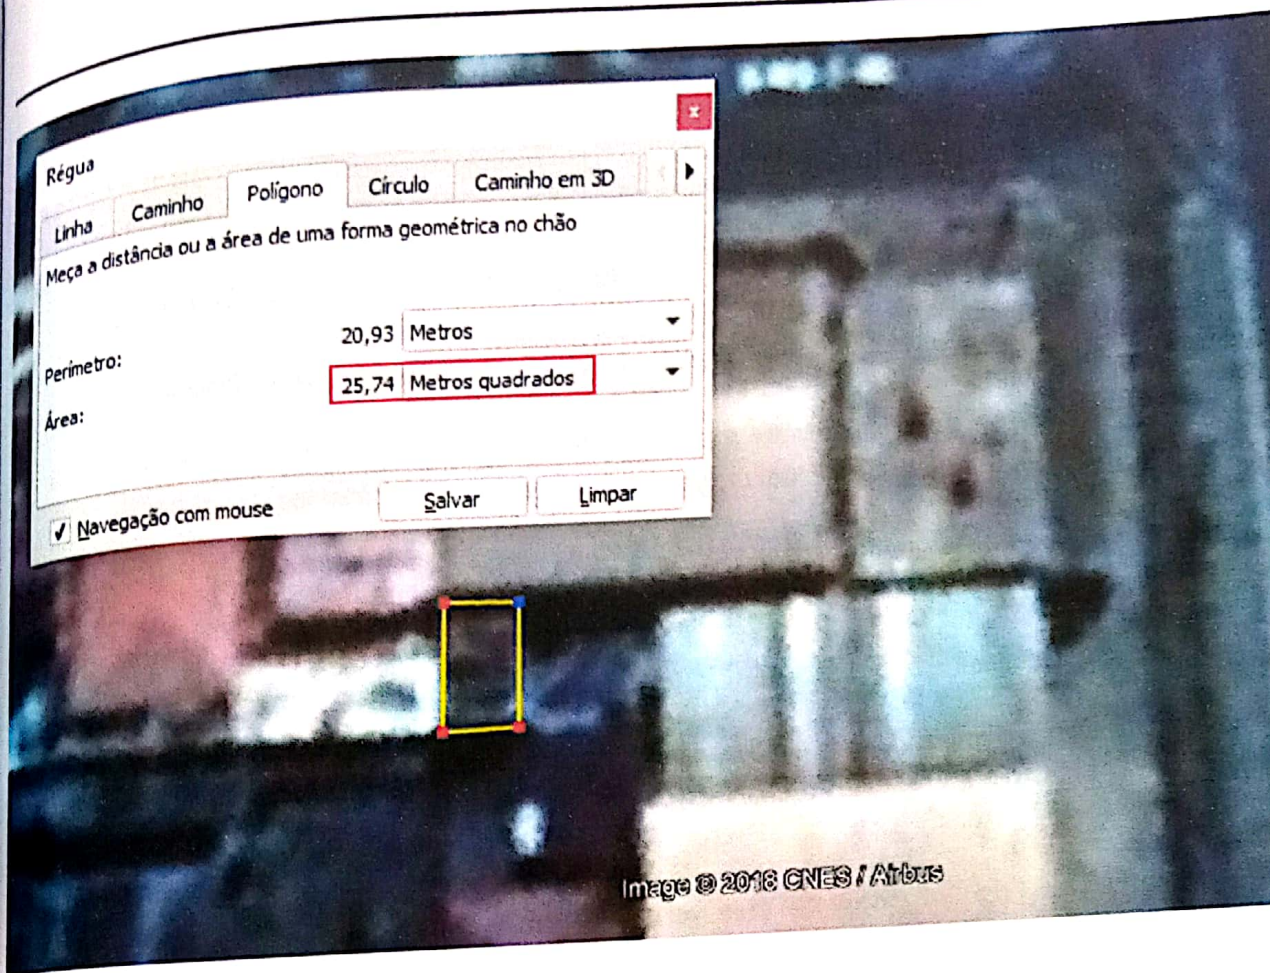 Régua
Linha Caminho Polígono Círculo Caminho em 3D
Meça a distância ou a área de uma forma geométrica no chão
Perímetro: 20,93 Metros
Área: 25,74 Metros quadrados
Navegação com mouse Salvar Limpar
Image © 2018 CNES / Airbus